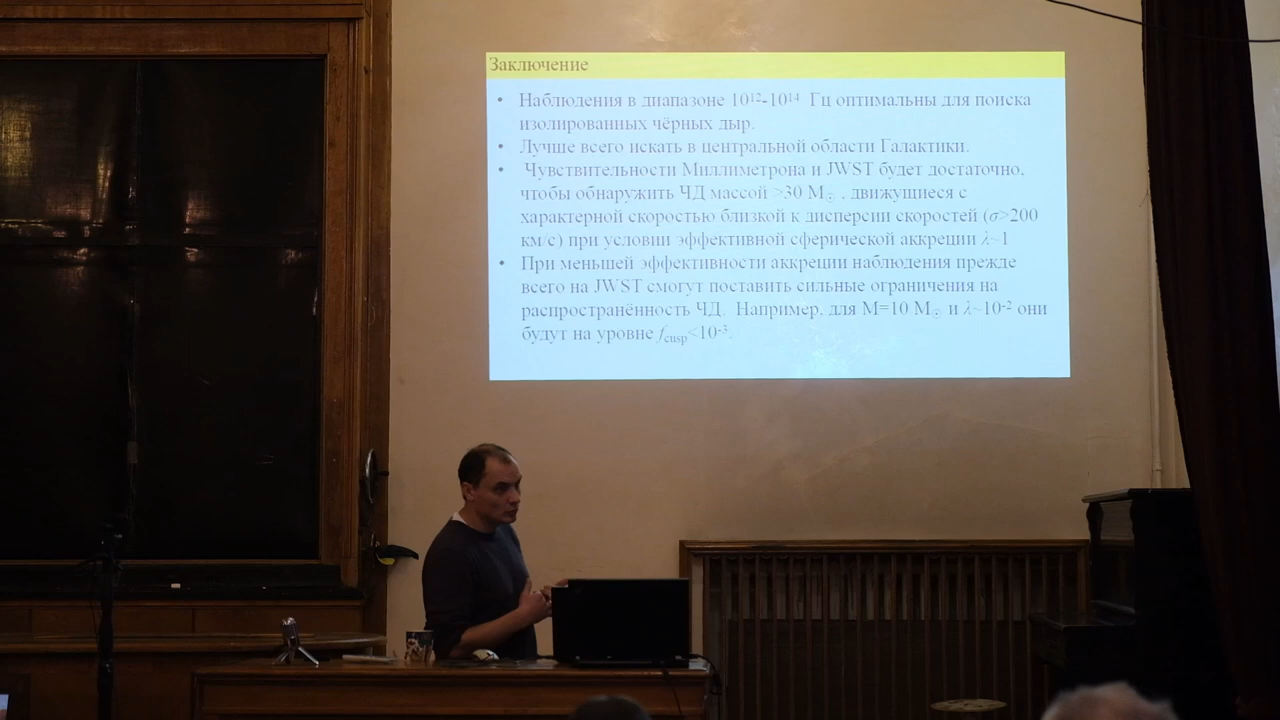 Заключение
• Наблюдения в диапазоне 10¹²-10¹⁴ Гц оптимальны для поиска
изолированных чёрных дыр.
• Лучше всего искать в центральной области Галактики.
• Чувствительности Миллиметрона и JWST будет достаточно,
чтобы обнаружить ЧД массой >30 M☉ , движущиеся с
характерной скоростью близкой к дисперсии скоростей (σ>200
км/с) при условии эффективной сферической аккреции λ~1
• При меньшей эффективности аккреции наблюдения прежде
всего на JWST смогут поставить сильные ограничения на
распространённость ЧД. Например, для M=10 M☉ и λ~10⁻² они
будут на уровне f_cusp<10⁻³.